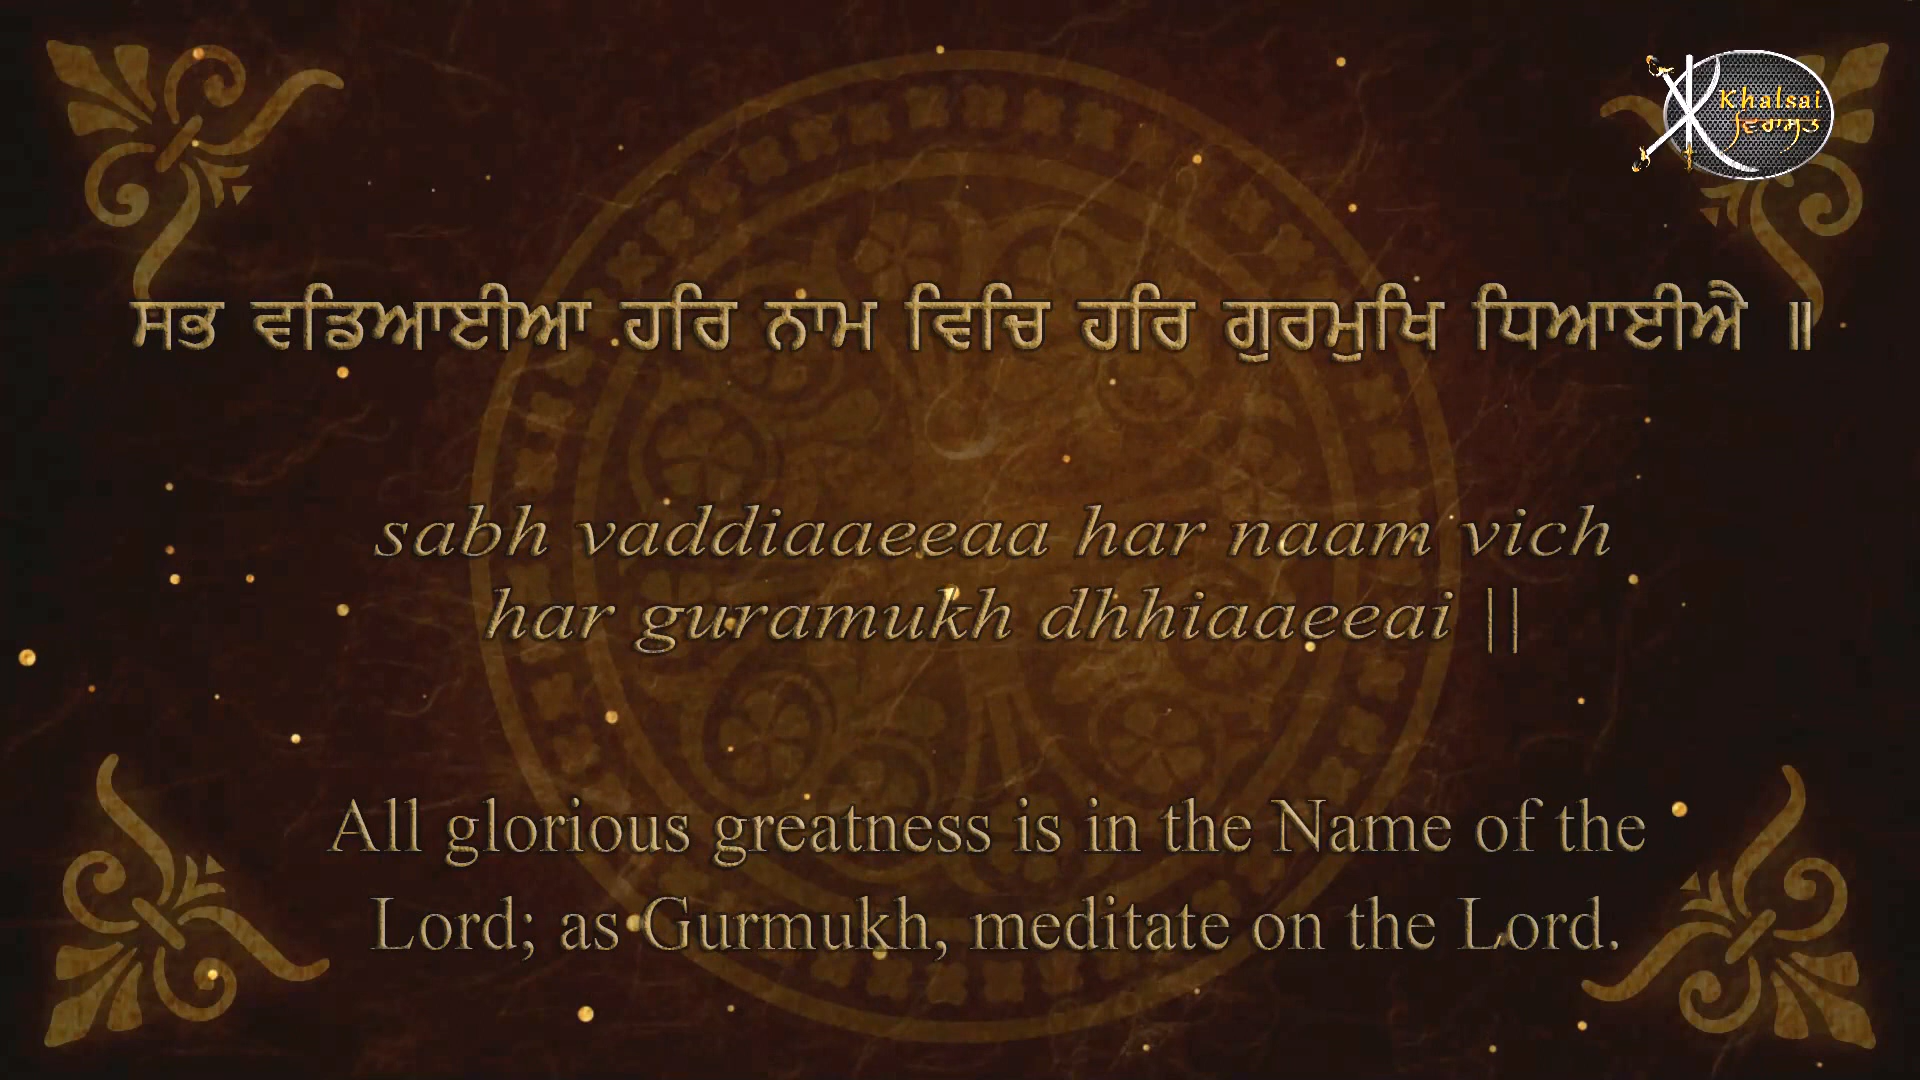 Khalsai
ਵਿਰਾਸਤ
ਸਭ ਵਡਿਆਈਆ ਹਰਿ ਨਾਮ ਵਿਚਿ ਹਰਿ ਗੁਰਮੁਖਿ ਧਿਆਈਐ ॥
sabh vaddiaaeeaa har naam vich
har guramukh dhhiaaeeai ||
All glorious greatness is in the Name of the
Lord; as Gurmukh, meditate on the Lord.